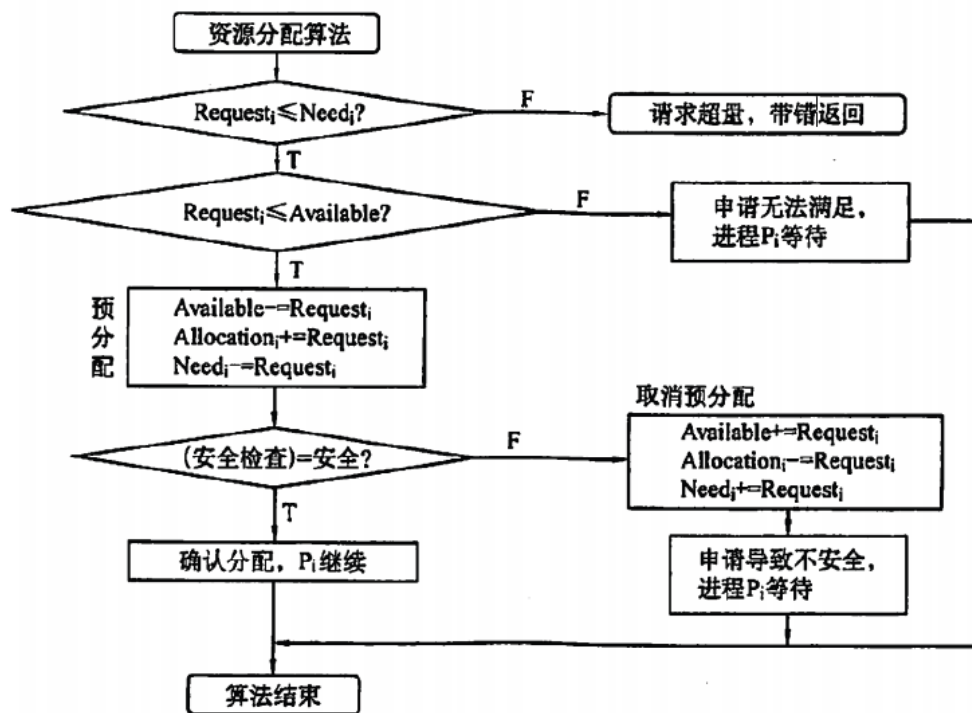 资源分配算法
Requestᵢ≤Needᵢ?
F
请求超量，带错返回
T
Requestᵢ≤Available?
F
申请无法满足，
进程Pᵢ等待
T
预分配
Available-=Requestᵢ
Allocationᵢ+=Requestᵢ
Needᵢ-=Requestᵢ
取消预分配
Available+=Requestᵢ
Allocationᵢ-=Requestᵢ
Needᵢ+=Requestᵢ
(安全检查)=安全?
F
T
确认分配，Pᵢ继续
申请导致不安全，
进程Pᵢ等待
算法结束